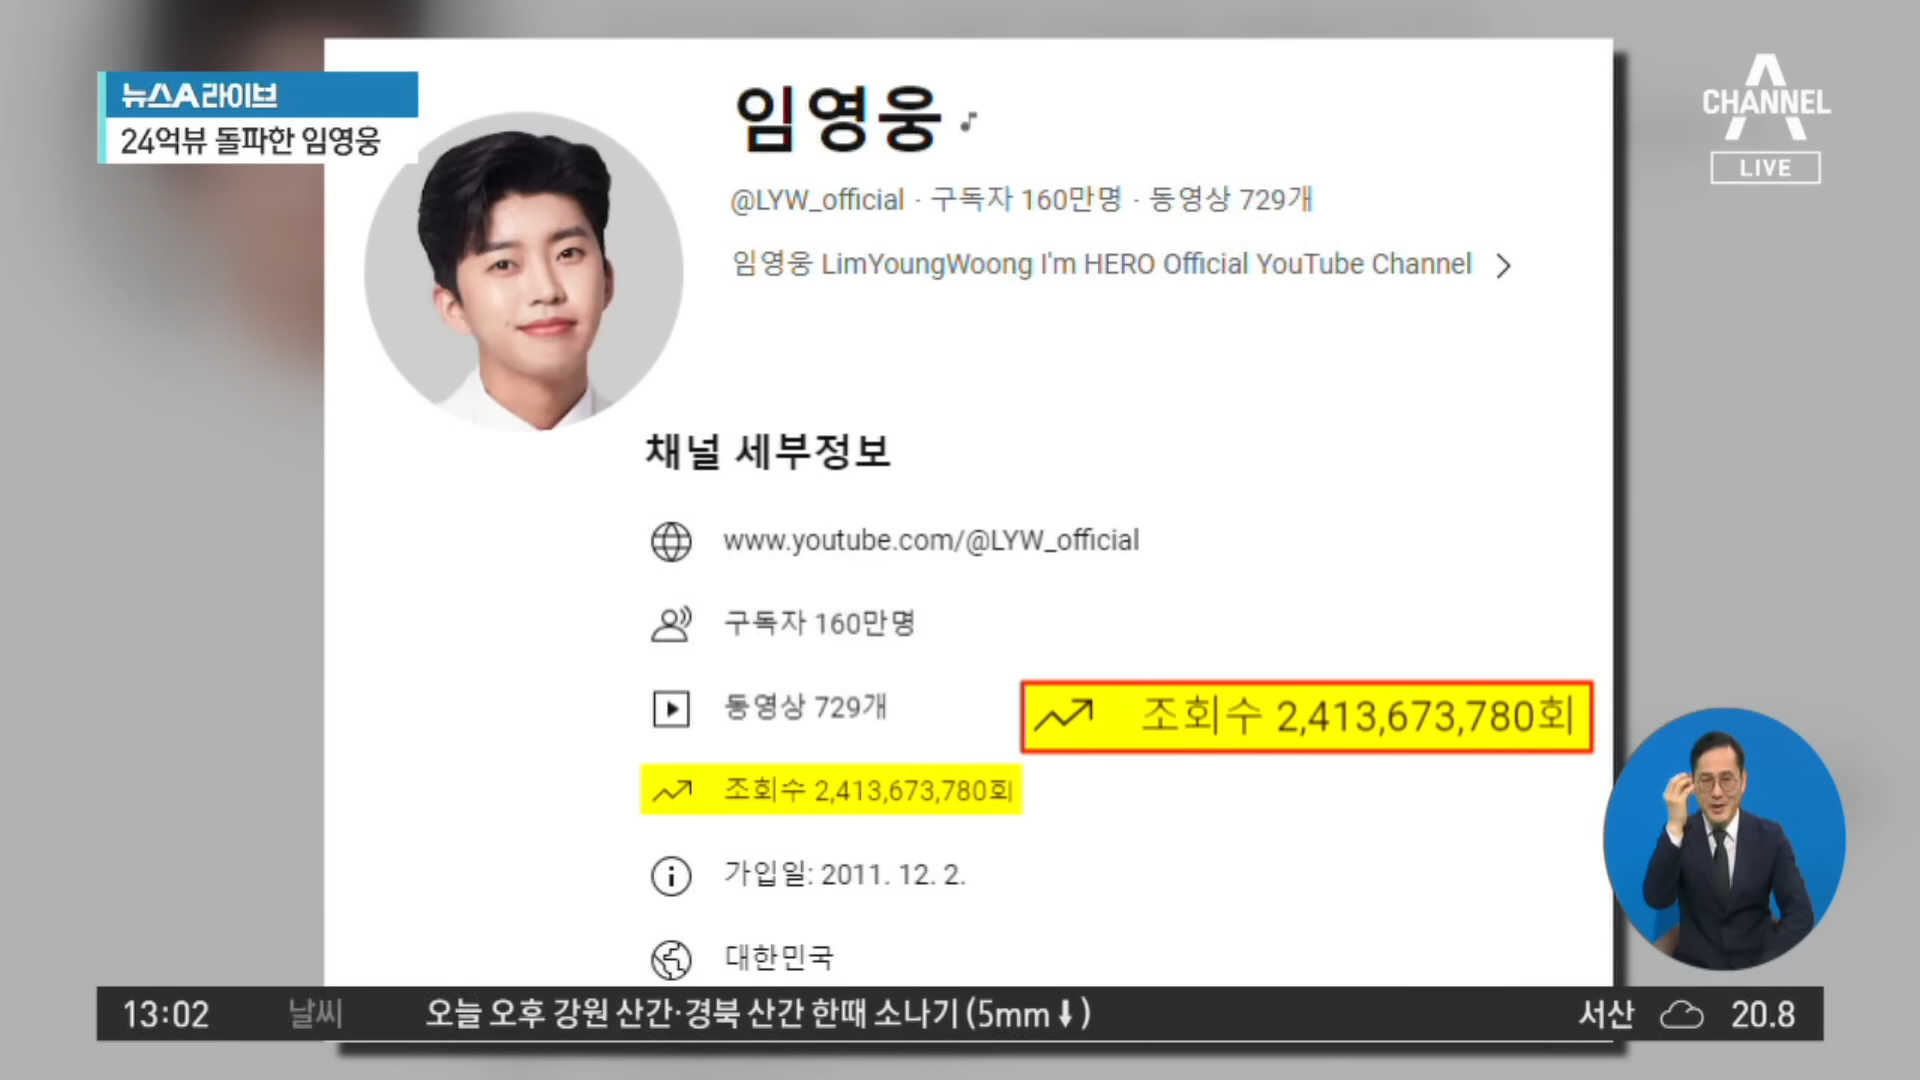 뉴스A라이브
24억뷰 돌파한 임영웅
CHANNEL A
LIVE
임영웅
@LYW_official · 구독자 160만명 · 동영상 729개
임영웅 LimYoungWoong I'm HERO Official YouTube Channel
채널 세부정보
www.youtube.com/@LYW_official
구독자 160만명
동영상 729개
조회수 2,413,673,780회
조회수 2,413,673,780회
가입일: 2011. 12. 2.
대한민국
13:02 날씨 오늘 오후 강원 산간·경북 산간 한때 소나기 (5mm↓) 서산 20.8